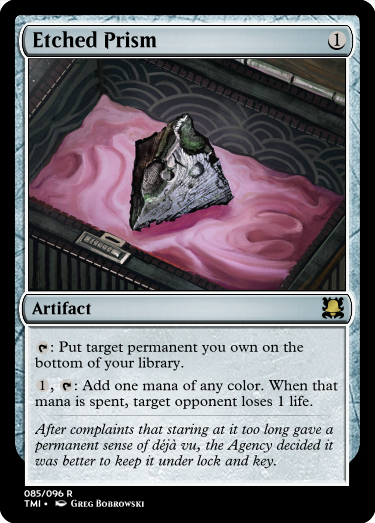 Etched Prism 1
Artifact
: Put target permanent you own on the
bottom of your library.
1, : Add one mana of any color. When that
mana is spent, target opponent loses 1 life.
After complaints that staring at it too long gave a
permanent sense of déjà vu, the Agency decided it
was better to keep it under lock and key.
085/096 R
TMI • Greg Bobrowski